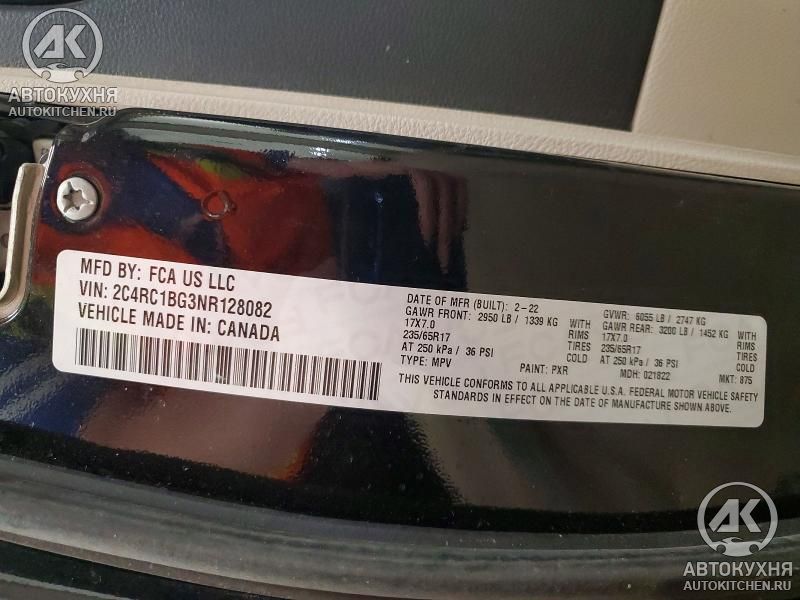 АВТОКУХНЯ
AUTOKITCHEN.RU
MFD BY: FCA US LLC
VIN: 2C4RC1BG3NR128082
VEHICLE MADE IN: CANADA
DATE OF MFR (BUILT): 2-22 GVWR: 6055 LB / 2747 KG
GAWR FRONT: 2950 LB / 1339 KG WITH GAWR REAR: 3200 LB / 1452 KG WITH
17X7.0 RIMS 17X7.0 RIMS
235/65R17 TIRES 235/65R17 TIRES
AT 250 kPa / 36 PSI COLD AT 250 kPa / 36 PSI COLD
TYPE: MPV PAINT: PXR MDH: 021822 MKT: 875
THIS VEHICLE CONFORMS TO ALL APPLICABLE U.S.A. FEDERAL MOTOR VEHICLE SAFETY
STANDARDS IN EFFECT ON THE DATE OF MANUFACTURE SHOWN ABOVE.
АК
АВТОКУХНЯ
AUTOKITCHEN.RU